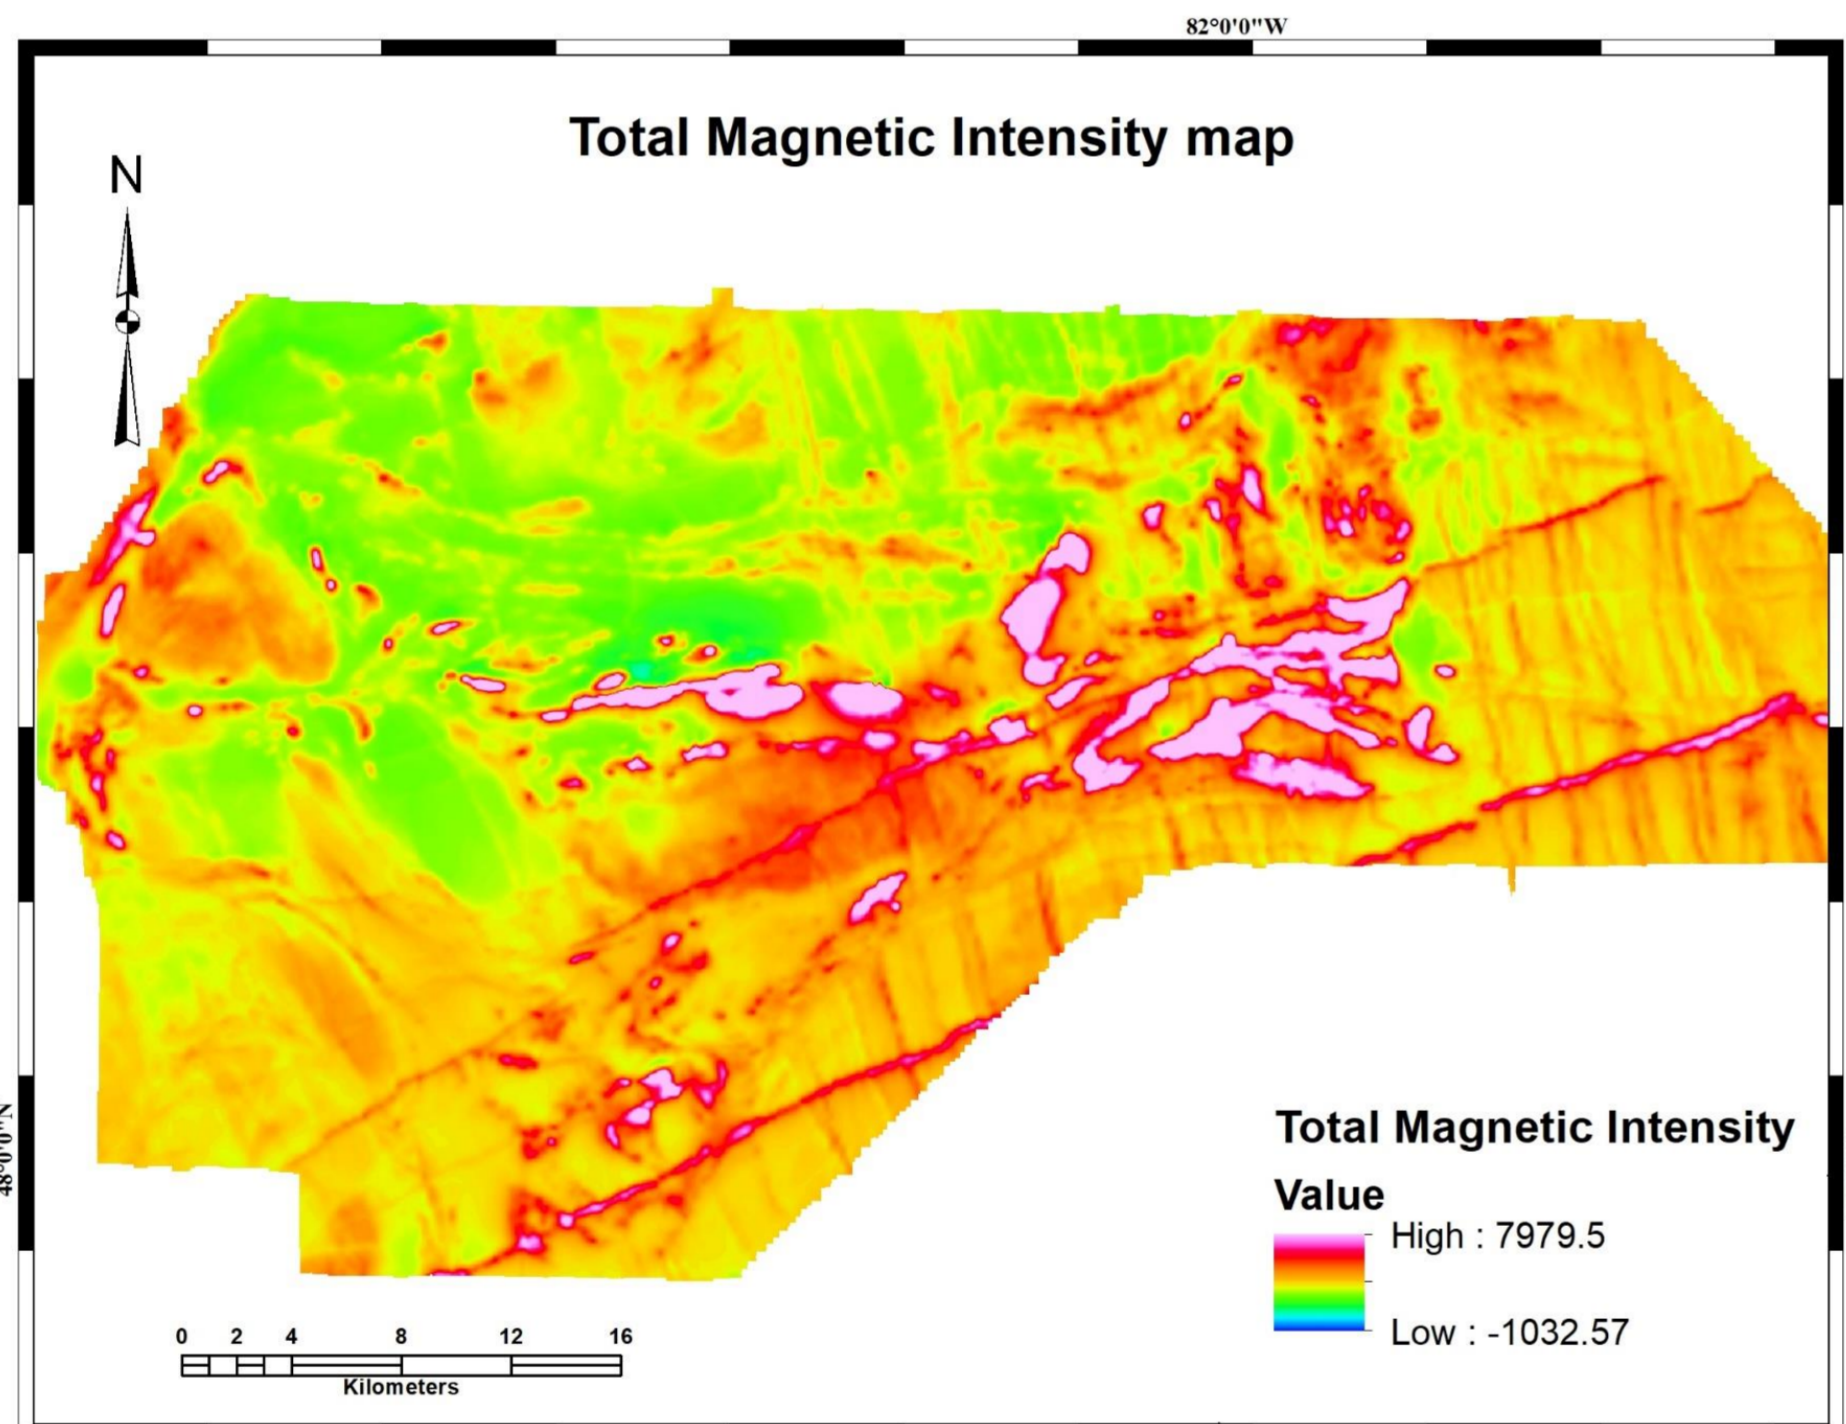 82°0'0"W
Total Magnetic Intensity map
N
48°0'0"N
Total Magnetic Intensity
Value
High : 7979.5
Low : -1032.57
0 2 4 8 12 16
Kilometers